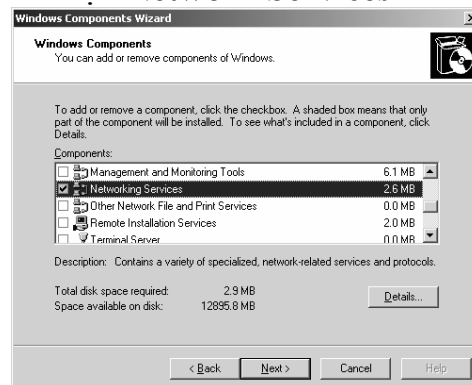 Windows Components Wizard
Windows Components
You can add or remove components of Windows.
To add or remove a component, click the checkbox. A shaded box means that only
part of the component will be installed. To see what's included in a component, click
Details.
Components:
Management and Monitoring Tools 6.1 MB
Networking Services 2.6 MB
Other Network File and Print Services 0.0 MB
Remote Installation Services 2.0 MB
Terminal Server 0.0 MB
Description: Contains a variety of specialized, network-related services and protocols.
Total disk space required: 2.9 MB
Space available on disk: 12895.8 MB
Details...
< Back Next > Cancel Help